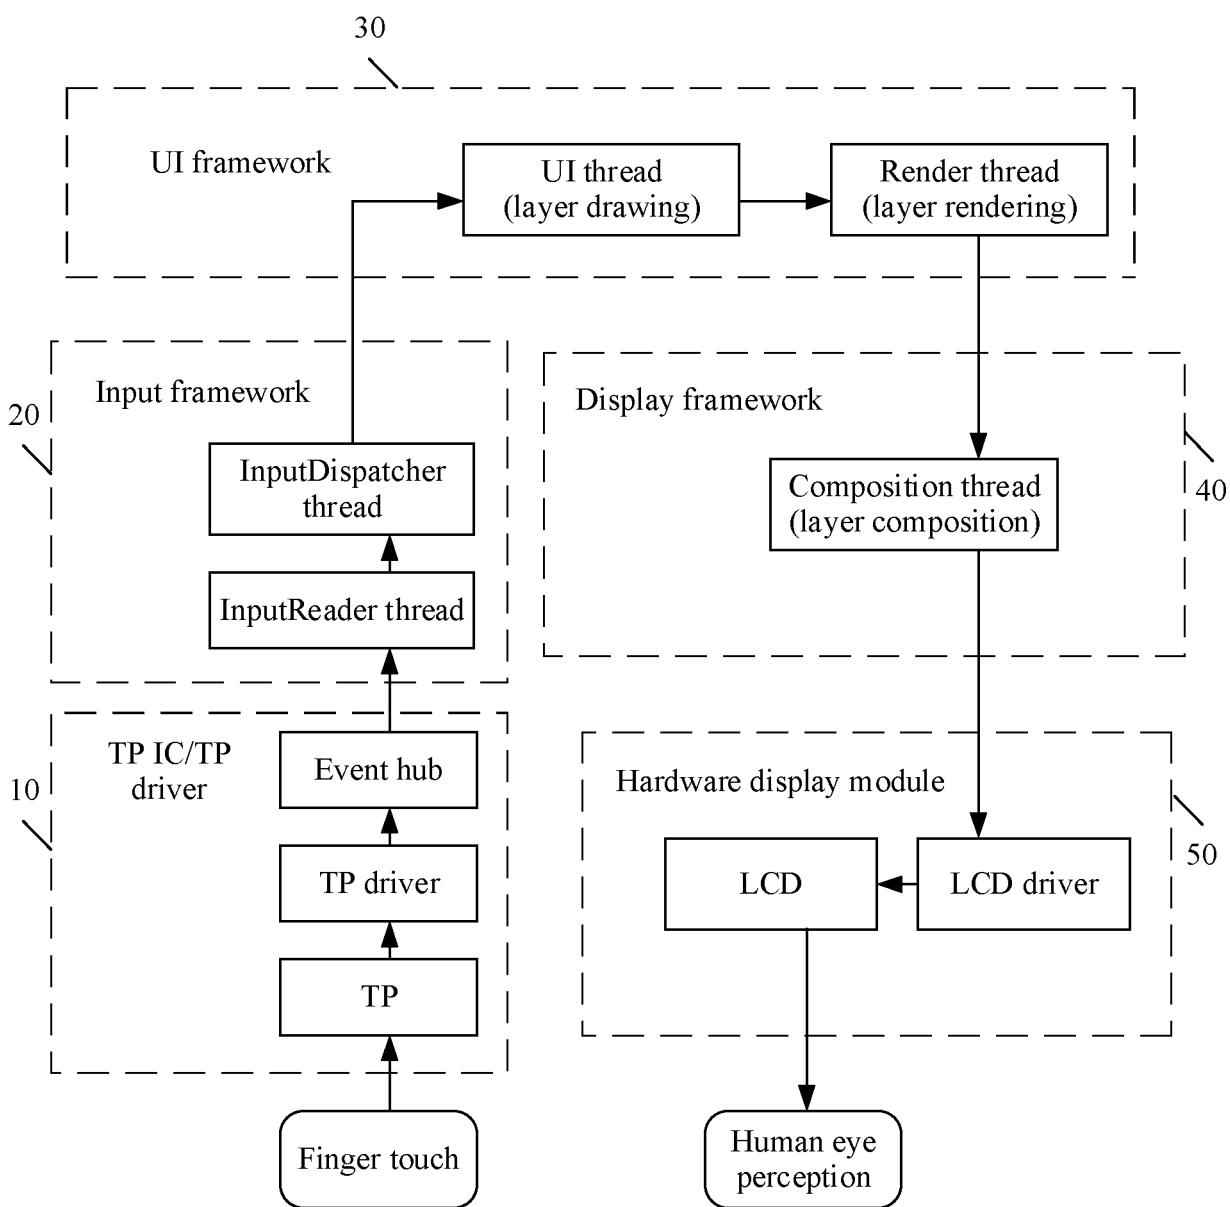 30
UI framework
UI thread
(layer drawing)
Render thread
(layer rendering)
Input framework
20
InputDispatcher
thread
InputReader thread
Display framework
40
Composition thread
(layer composition)
TP IC/TP
driver
10
Event hub
TP driver
TP
Hardware display module
50
LCD
LCD driver
Finger touch
Human eye
perception